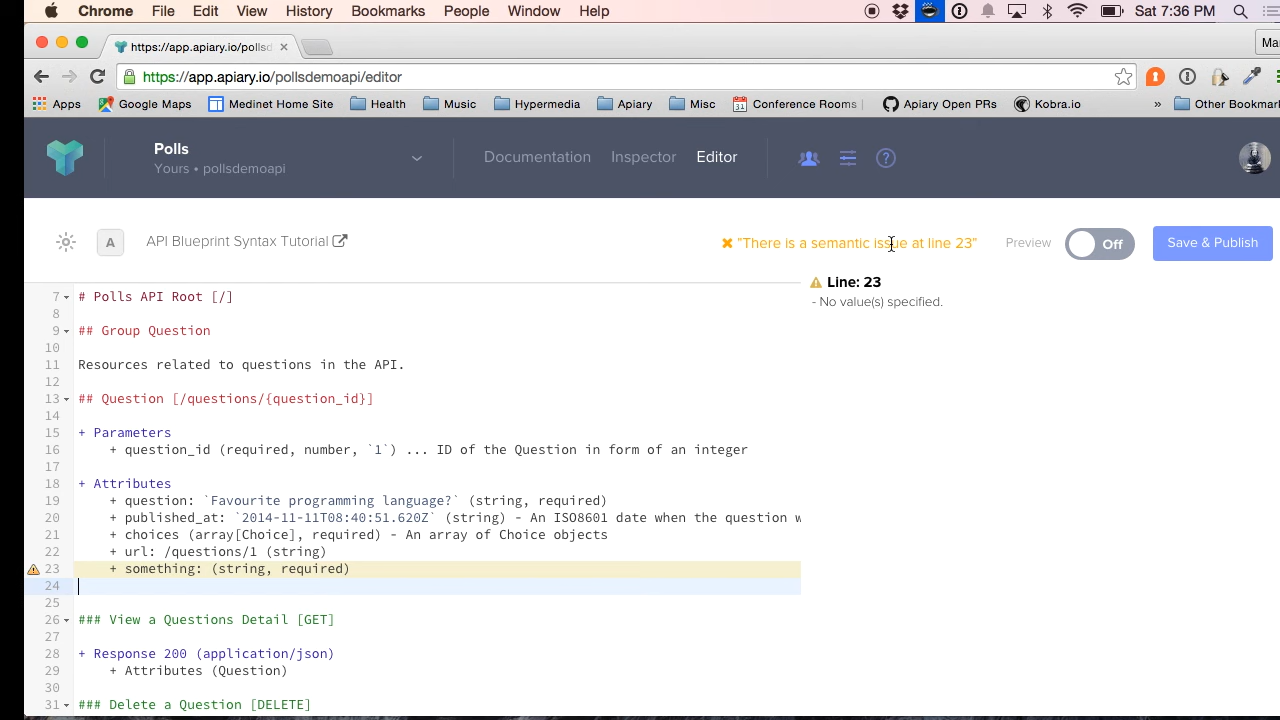 Chrome File Edit View History Bookmarks People Window Help Sat 7:36 PM
https://app.apiary.io/pollsd
Ma
https://app.apiary.io/pollsdemoapi/editor
Apps Google Maps Medinet Home Site Health Music Hypermedia Apiary Misc Conference Rooms Apiary Open PRs Kobra.io » Other Bookmar
Polls
Yours • pollsdemoapi
Documentation Inspector Editor ?
A API Blueprint Syntax Tutorial
"There is a semantic issue at line 23" Preview Off Save & Publish
Line: 23
- No value(s) specified.
7 # Polls API Root [/]
8
9 ## Group Question
10
11 Resources related to questions in the API.
12
13 ## Question [/questions/{question_id}]
14
15 + Parameters
16 + question_id (required, number, `1`) ... ID of the Question in form of an integer
17
18 + Attributes
19 + question: `Favourite programming language?` (string, required)
20 + published_at: `2014-11-11T08:40:51.620Z` (string) - An ISO8601 date when the question w
21 + choices (array[Choice], required) - An array of Choice objects
22 + url: /questions/1 (string)
23 + something: (string, required)
24
25
26 ### View a Questions Detail [GET]
27
28 + Response 200 (application/json)
29 + Attributes (Question)
30
31 ### Delete a Question [DELETE]